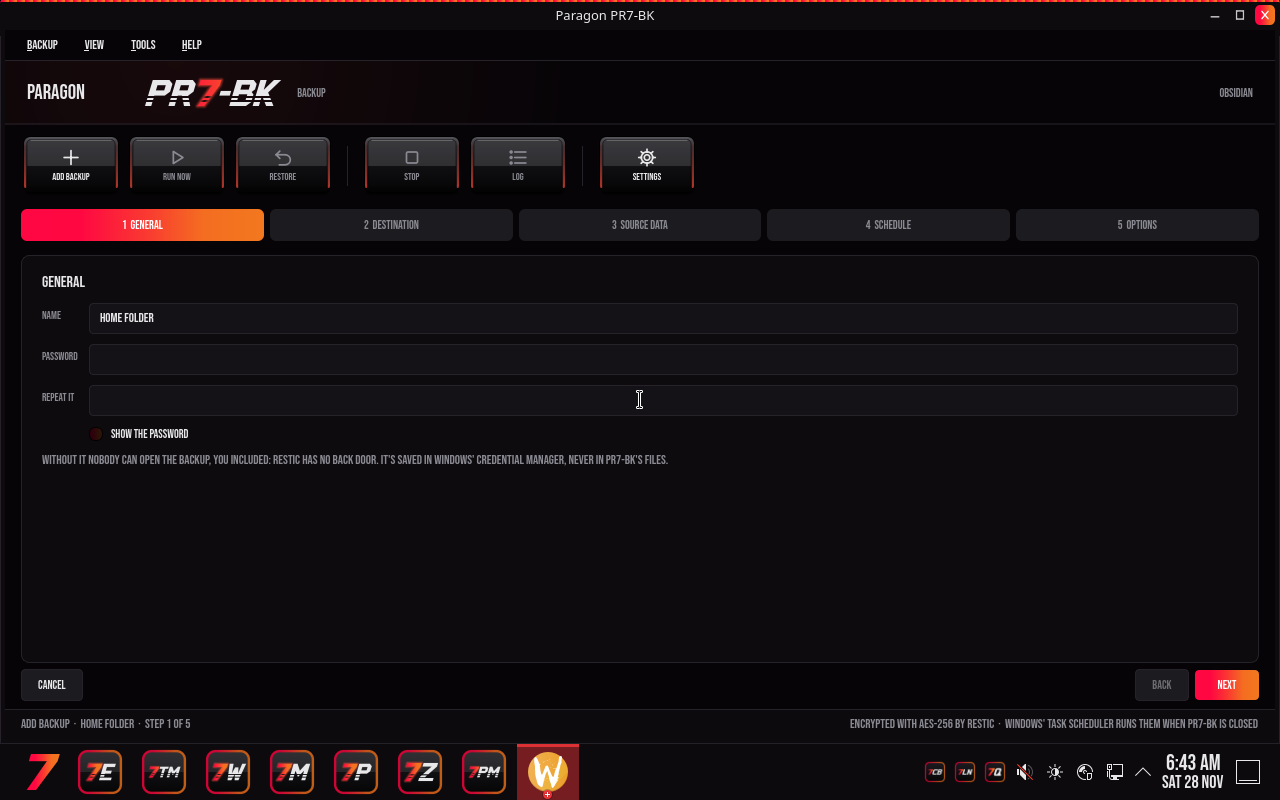 Paragon PR7-BK
BACKUP VIEW TOOLS HELP
PARAGON PR7-BK BACKUP OBSIDIAN
ADD BACKUP RUN NOW RESTORE STOP LOG SETTINGS
1 GENERAL 2 DESTINATION 3 SOURCE DATA 4 SCHEDULE 5 OPTIONS
GENERAL
NAME HOME FOLDER
PASSWORD
REPEAT IT
SHOW THE PASSWORD
WITHOUT IT NOBODY CAN OPEN THE BACKUP, YOU INCLUDED: RESTIC HAS NO BACK DOOR. IT'S SAVED IN WINDOWS' CREDENTIAL MANAGER, NEVER IN PR7-BK'S FILES.
CANCEL BACK NEXT
ADD BACKUP · HOME FOLDER · STEP 1 OF 5 ENCRYPTED WITH AES-256 BY RESTIC · WINDOWS' TASK SCHEDULER RUNS THEM WHEN PR7-BK IS CLOSED
7 7E 7TM 7W 7M 7P 7Z 7PM W 7CB 7LN 7Q 6:43 AM
SAT 28 NOV